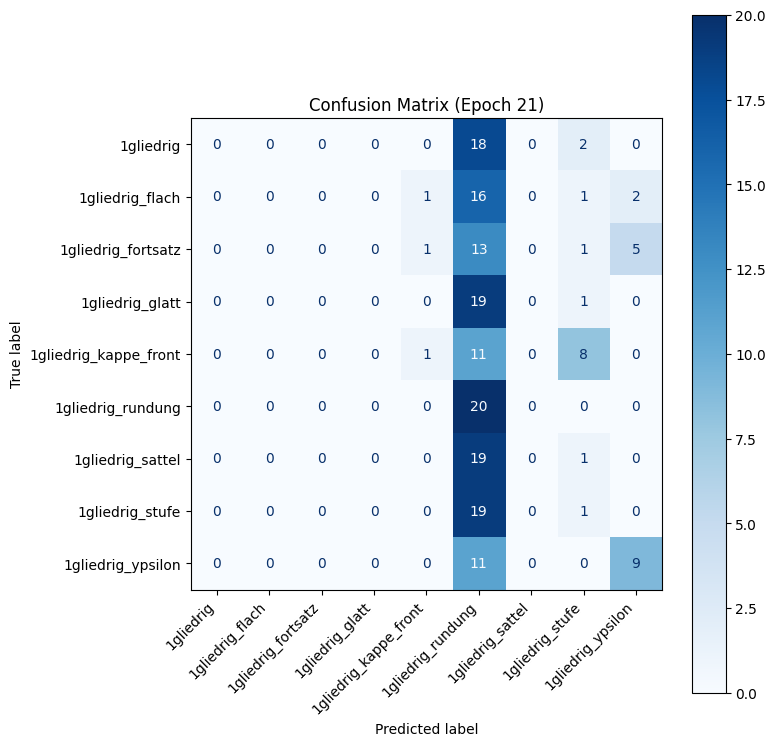 Confusion Matrix (Epoch 21)
True label
1gliedrig 0 0 0 0 0 18 0 2 0
1gliedrig_flach 0 0 0 0 1 16 0 1 2
1gliedrig_fortsatz 0 0 0 0 1 13 0 1 5
1gliedrig_glatt 0 0 0 0 0 19 0 1 0
1gliedrig_kappe_front 0 0 0 0 1 11 0 8 0
1gliedrig_rundung 0 0 0 0 0 20 0 0 0
1gliedrig_sattel 0 0 0 0 0 19 0 1 0
1gliedrig_stufe 0 0 0 0 0 19 0 1 0
1gliedrig_ypsilon 0 0 0 0 0 11 0 0 9
1gliedrig
1gliedrig_flach
1gliedrig_fortsatz
1gliedrig_glatt
1gliedrig_kappe_front
1gliedrig_rundung
1gliedrig_sattel
1gliedrig_stufe
1gliedrig_ypsilon
Predicted label
20.0
17.5
15.0
12.5
10.0
7.5
5.0
2.5
0.0